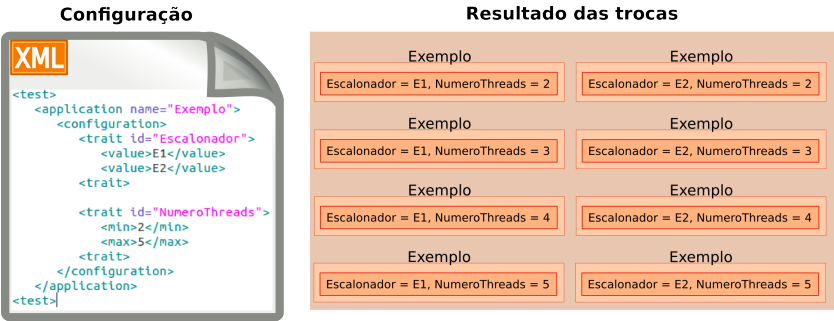 Configuração
XML
<test>
<application name="Exemplo">
<configuration>
<trait id="Escalonador">
<value>E1</value>
<value>E2</value>
<trait>
<trait id="NumeroThreads">
<min>2</min>
<max>5</max>
<trait>
</configuration>
</application>
<test>
Resultado das trocas
Exemplo
Escalonador = E1, NumeroThreads = 2
Exemplo
Escalonador = E2, NumeroThreads = 2
Exemplo
Escalonador = E1, NumeroThreads = 3
Exemplo
Escalonador = E2, NumeroThreads = 3
Exemplo
Escalonador = E1, NumeroThreads = 4
Exemplo
Escalonador = E2, NumeroThreads = 4
Exemplo
Escalonador = E1, NumeroThreads = 5
Exemplo
Escalonador = E2, NumeroThreads = 5